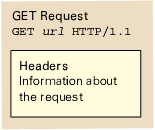 GET Request
GET url HTTP/1.1
Headers
Information about
the request